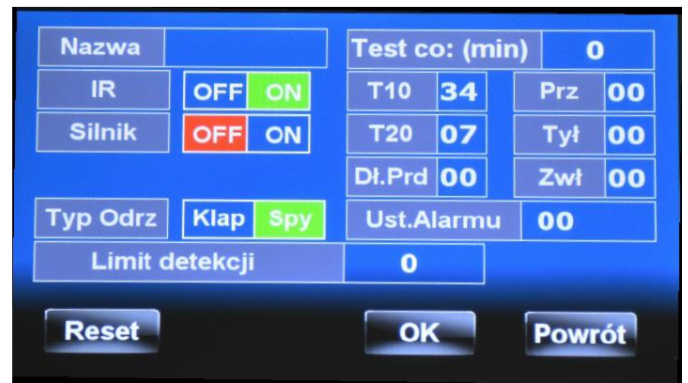 Nazwa Test co: (min) 0
IR OFF ON T10 34 Prz 00
Silnik OFF ON T20 07 Tył 00
Dł.Prd 00 Zwł 00
Typ Odrz Klap Spy Ust.Alarmu 00
Limit detekcji 0
Reset OK Powrót